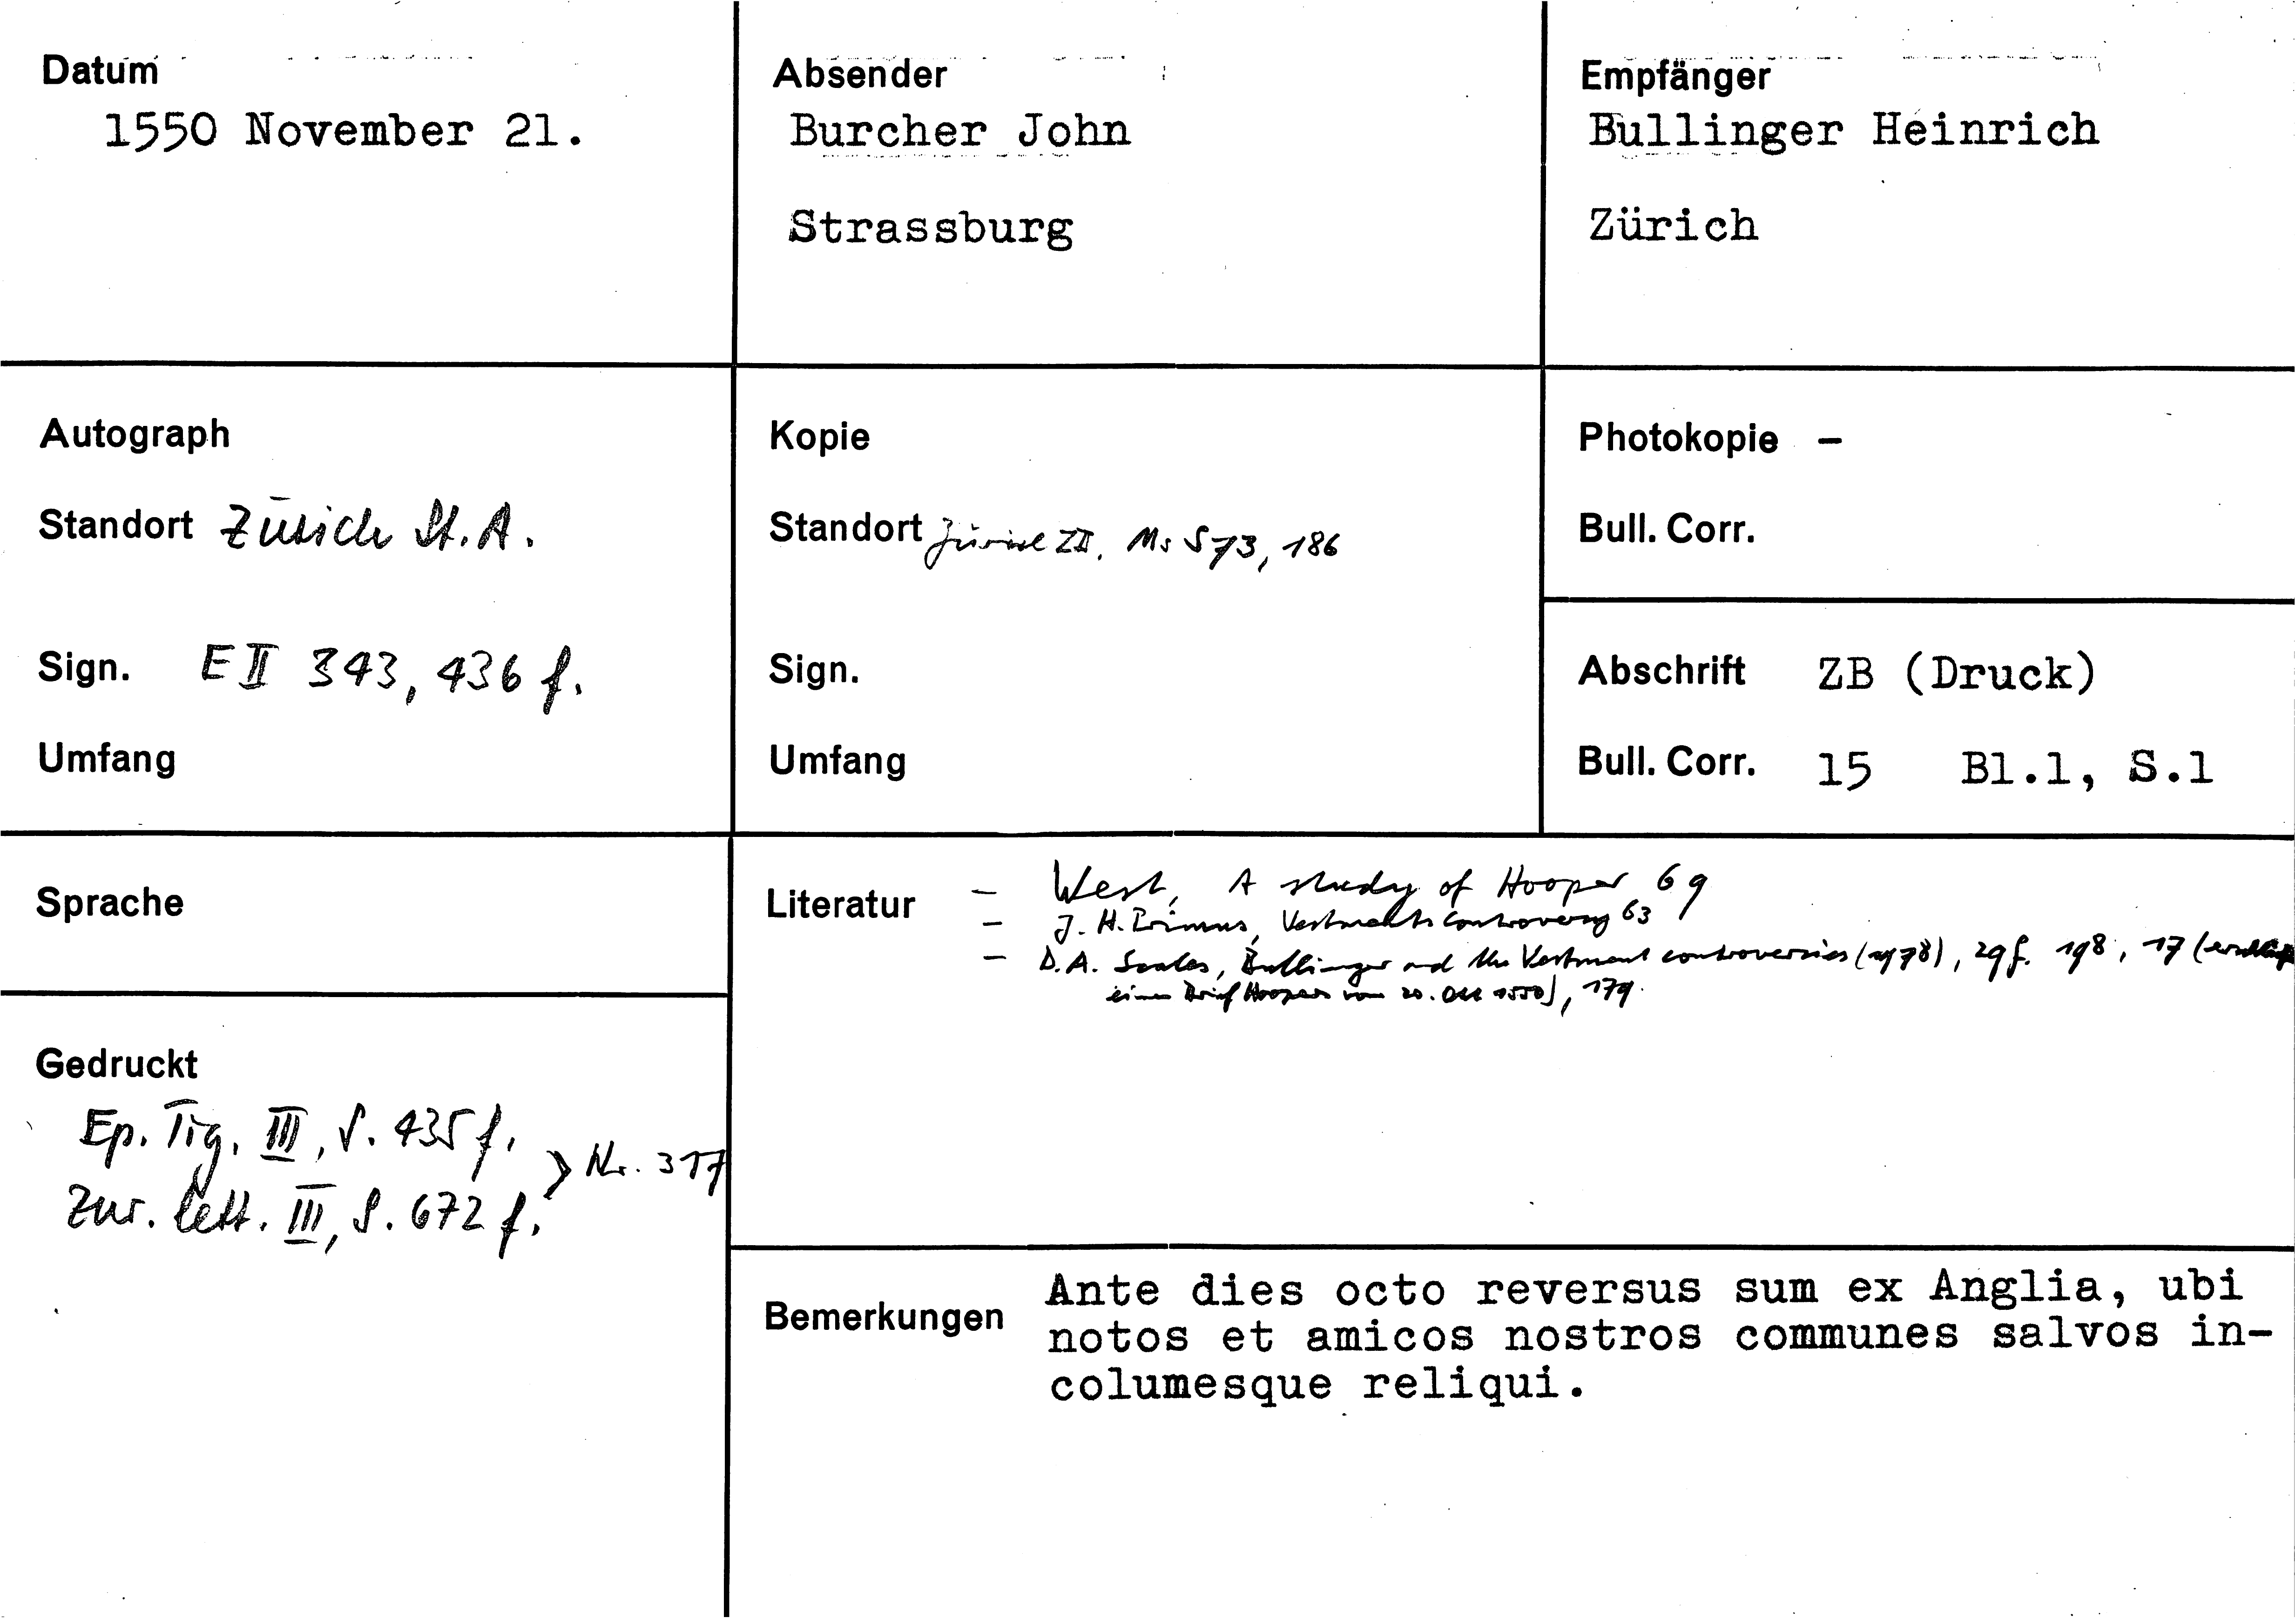 Datum
1550 November 21.
Absender
Burcher John
Strassburg
Empfänger
Bullinger Heinrich
Zürich
Autograph
Standort Zürich St.A.
Sign. E II 343, 436 f.
Umfang
Kopie
Standort Zürich ZB, Ms S 73, 186
Sign.
Umfang
Photokopie –
Bull. Corr.
Abschrift ZB (Druck)
Bull. Corr. 15 Bl.1, S.1
Sprache
Gedruckt
Ep. Tig. III, S. 435 f.
Zur. lett. III, S. 672 f. > Nr. 317
Literatur – West, A study of Hooper 69
– J. H. Primus, Vestments Controversy 63
– D.A. Scales, Bullinger and the Vestment controversies (1978), 29 f. 198, 17 (
einen Brief Hoopers vom 20. Okt 1550), 179.
Bemerkungen
Ante dies octo reversus sum ex Anglia, ubi
notos et amicos nostros communes salvos in-
columesque reliqui.